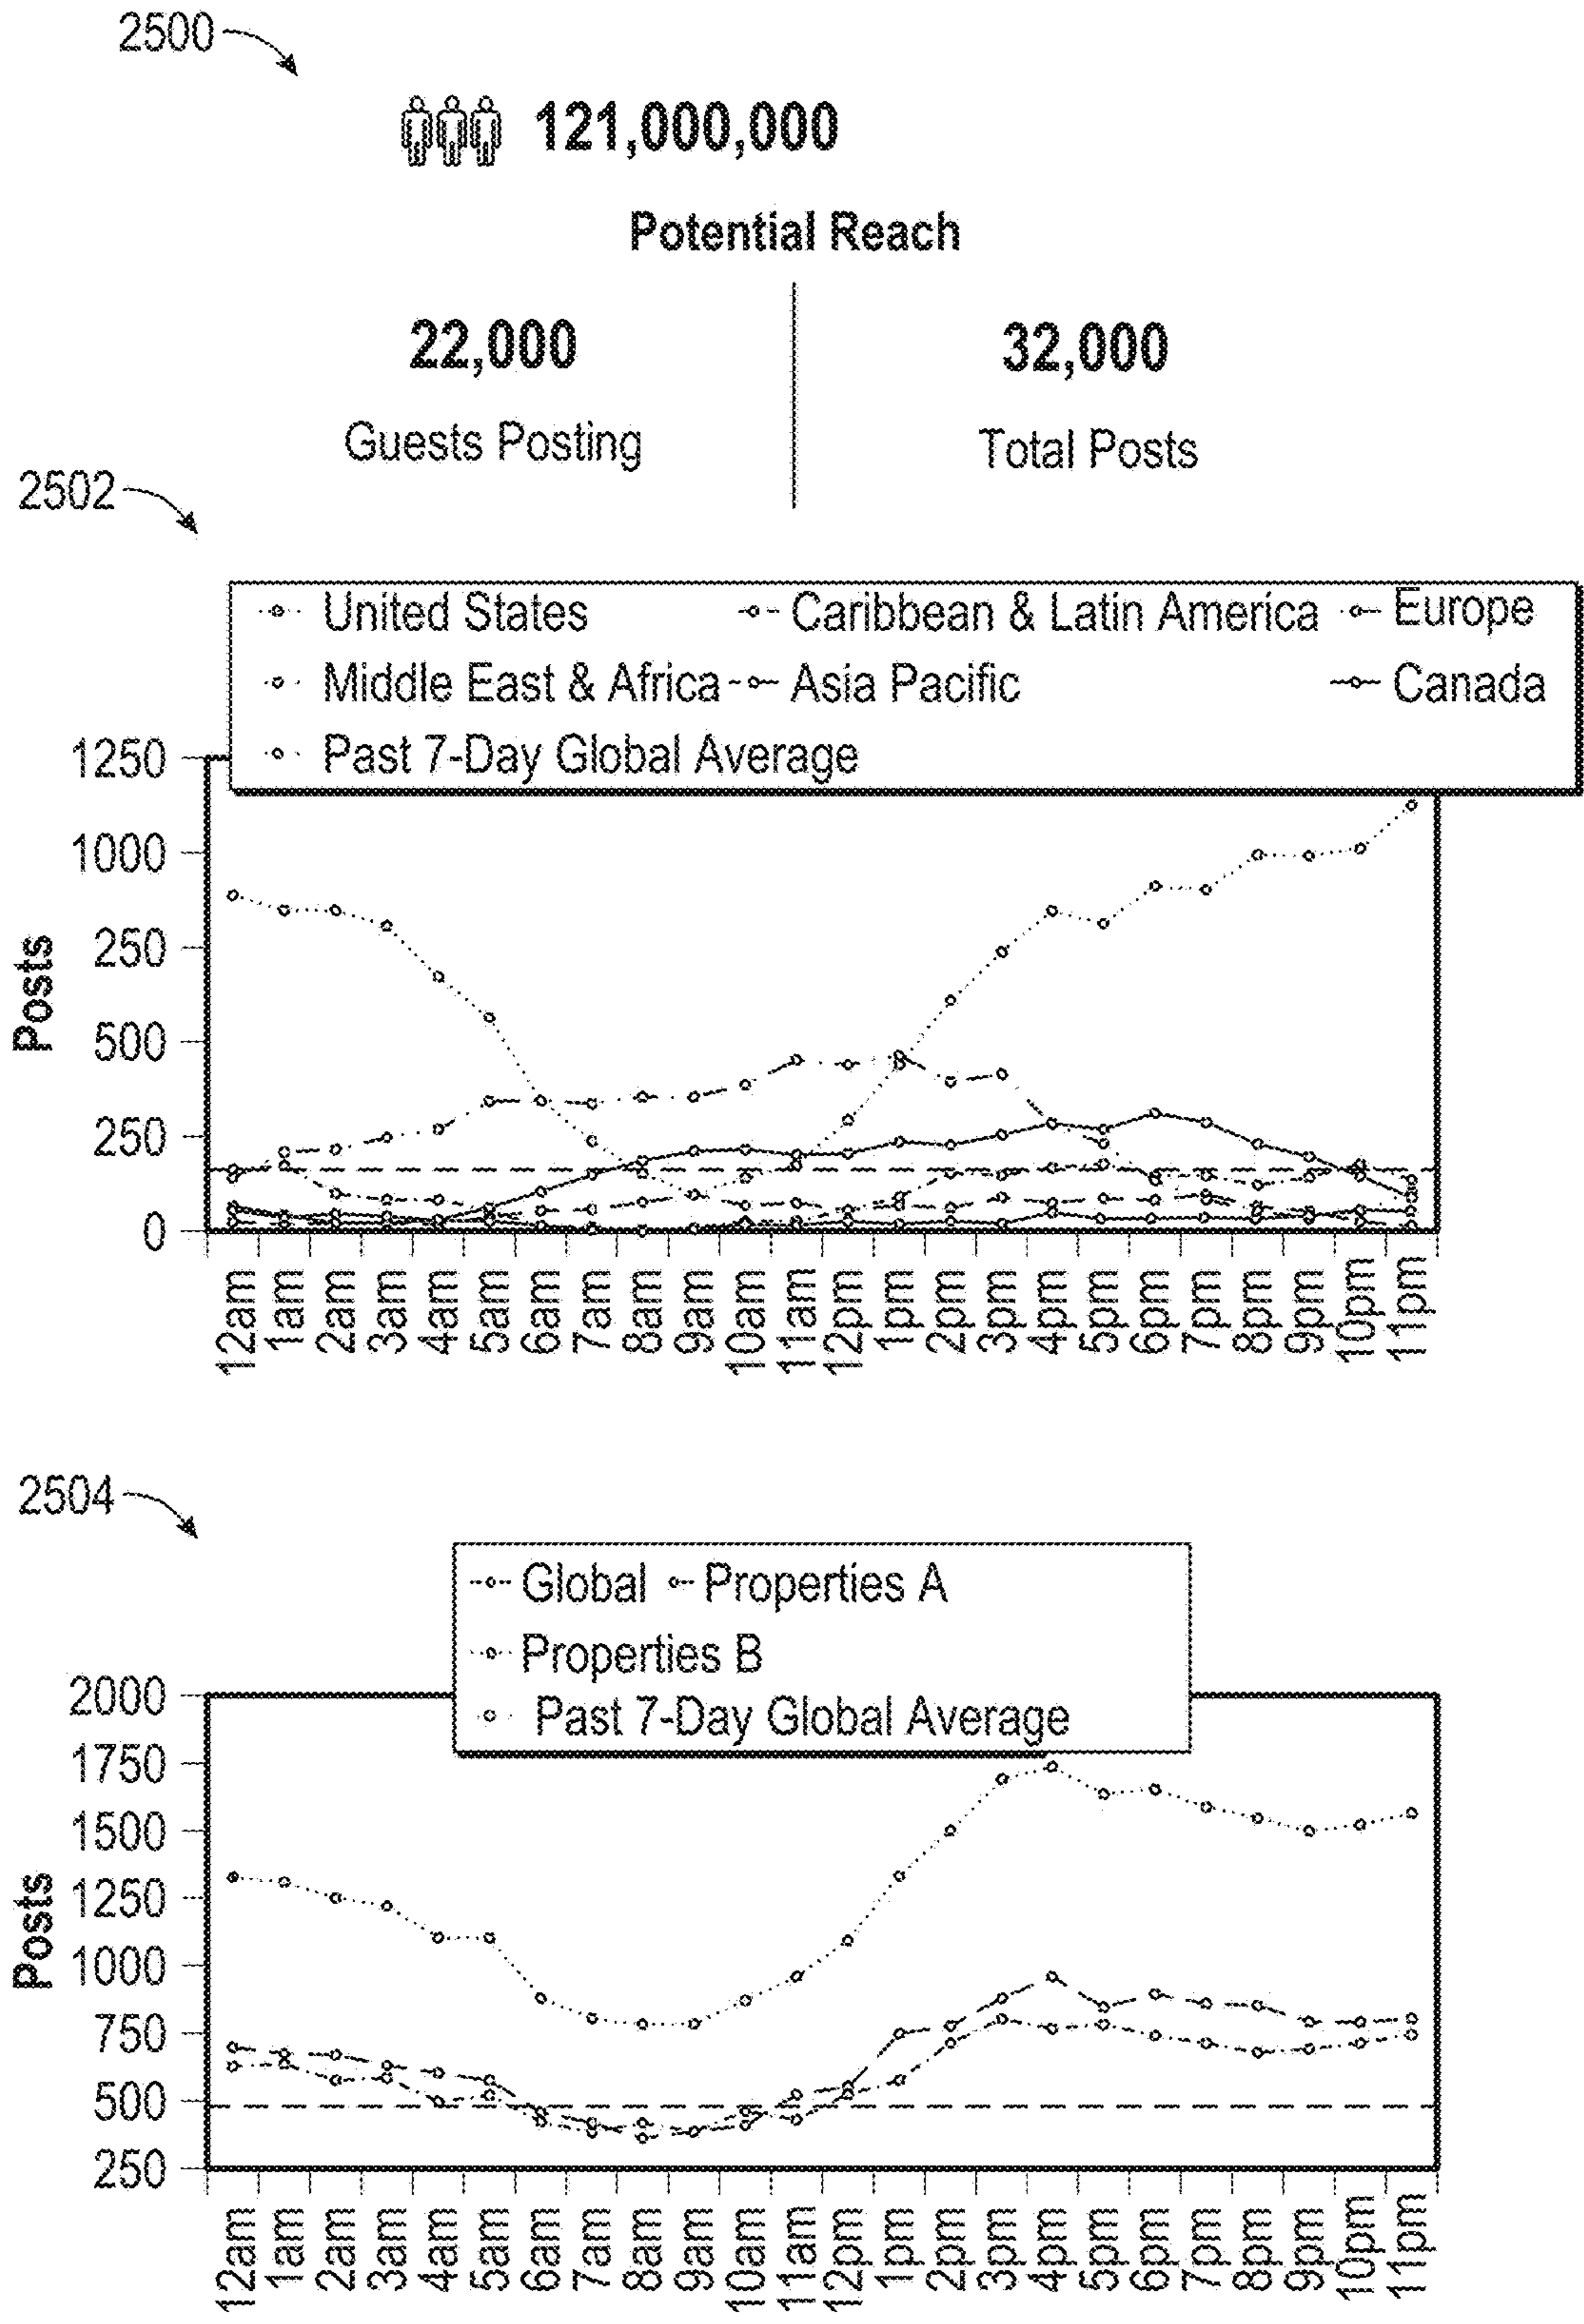 2500
121,000,000
Potential Reach
22,000
32,000
Guests Posting
Total Posts
2502
United States Caribbean & Latin America Europe
Middle East & Africa Asia Pacific Canada
Past 7-Day Global Average
1250
1000
250
500
250
0
Posts
12am 1am 2am 3am 4am 5am 6am 7am 8am 9am 10am 11am 12pm 1pm 2pm 3pm 4pm 5pm 6pm 7pm 8pm 9pm 10pm 11pm
2504
Global Properties A
Properties B
Past 7-Day Global Average
2000
1750
1500
1250
1000
750
500
250
Posts
12am 1am 2am 3am 4am 5am 6am 7am 8am 9am 10am 11am 12pm 1pm 2pm 3pm 4pm 5pm 6pm 7pm 8pm 9pm 10pm 11pm